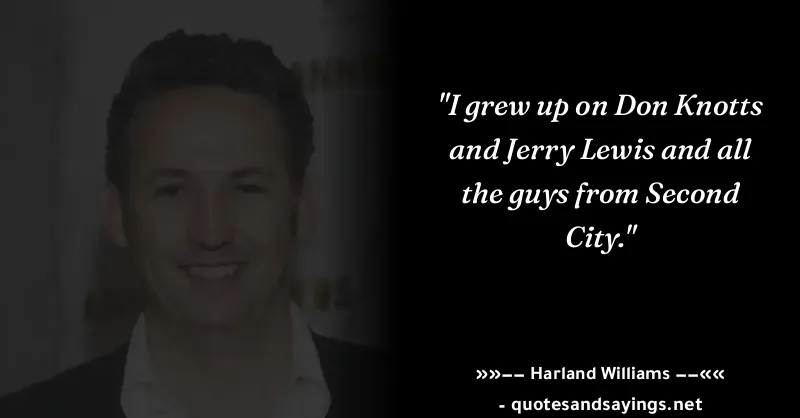 "I grew up on Don Knotts
and Jerry Lewis and all
the guys from Second
City."
»»−− Harland Williams −−««
- quotesandsayings.net